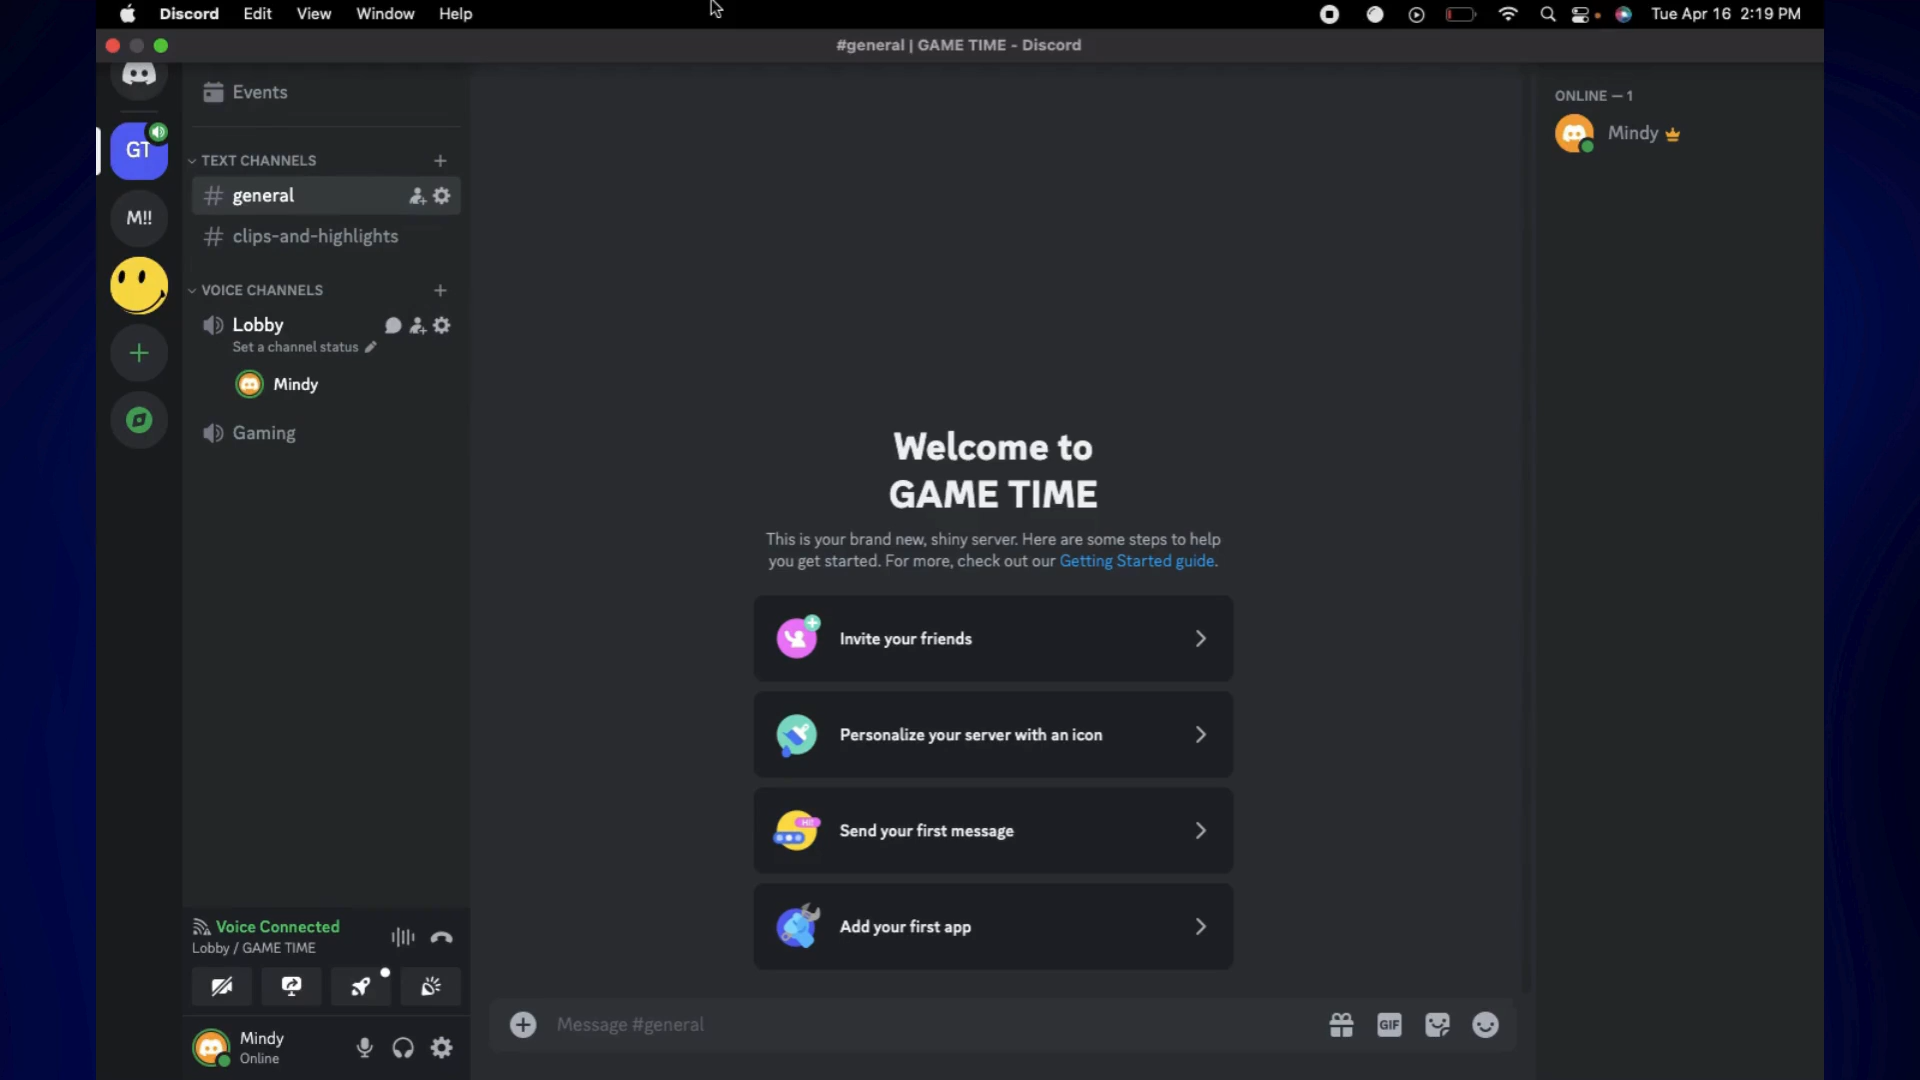 Discord Edit View Window Help
Tue Apr 16 2:19 PM
#general | GAME TIME - Discord
Events
GT
TEXT CHANNELS
# general
# clips-and-highlights
M!!
VOICE CHANNELS
Lobby
Set a channel status
Mindy
Gaming
Welcome to
GAME TIME
This is your brand new, shiny server. Here are some steps to help
you get started. For more, check out our Getting Started guide.
Invite your friends
Personalize your server with an icon
Hi!
Send your first message
Add your first app
Voice Connected
Lobby / GAME TIME
Mindy
Online
Message #general
GIF
ONLINE — 1
Mindy